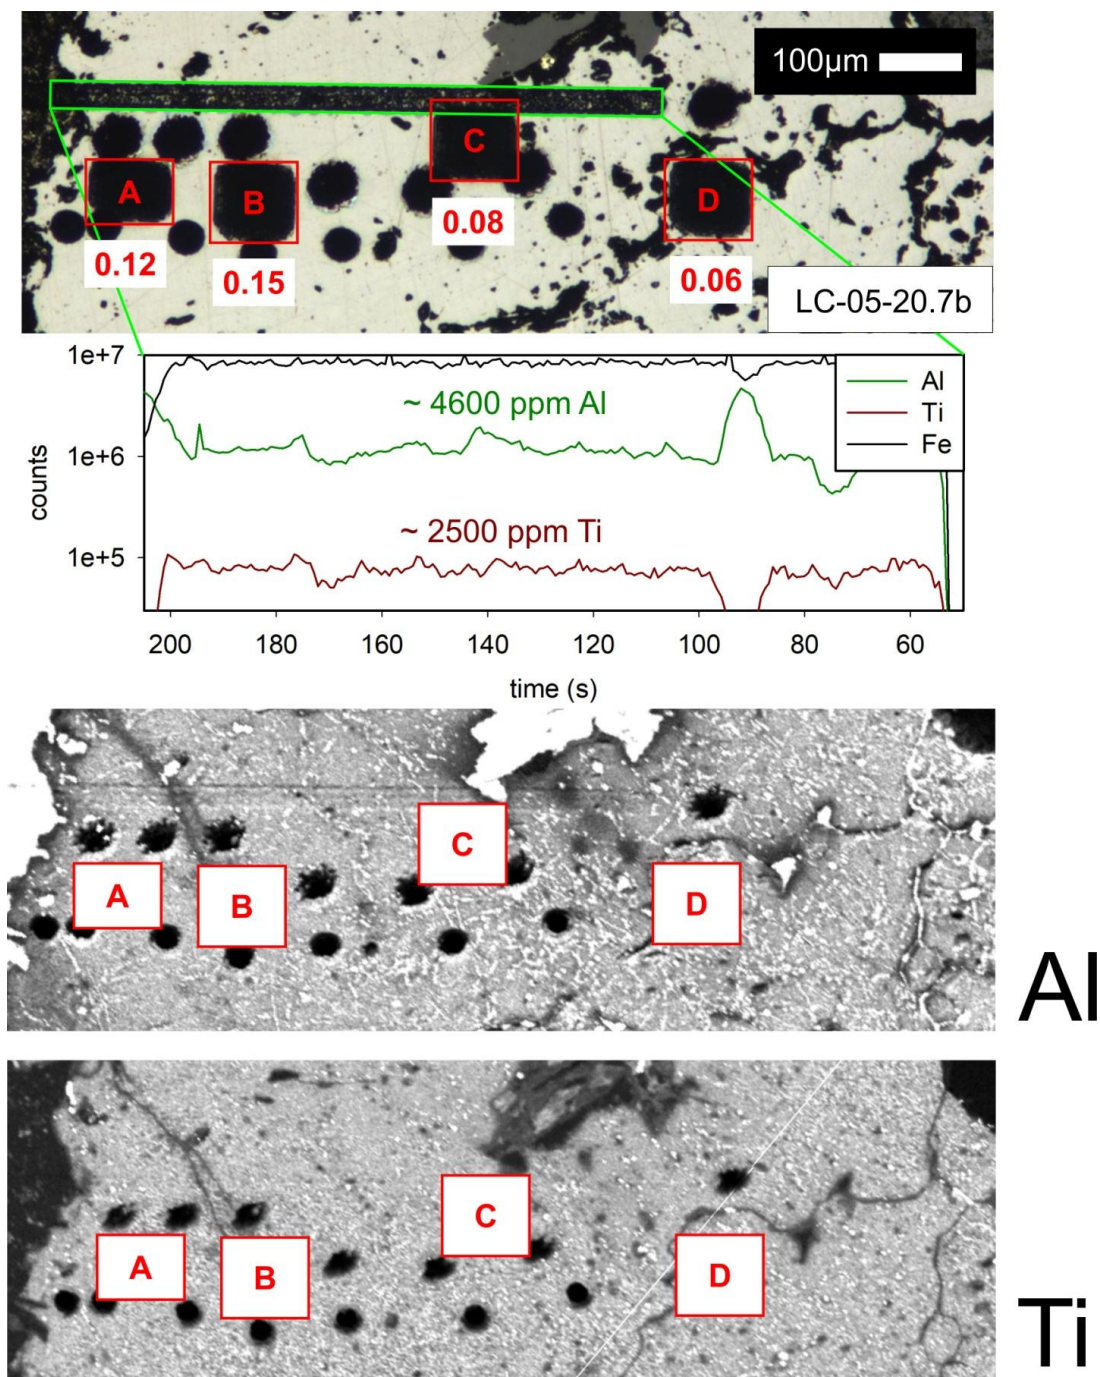 100µm
A
B
C
D
0.12
0.15
0.08
0.06
LC-05-20.7b
1e+7
1e+6
1e+5
counts
~ 4600 ppm Al
~ 2500 ppm Ti
Al
Ti
Fe
200 180 160 140 120 100 80 60
time (s)
A
B
C
D
Al
A
B
C
D
Ti